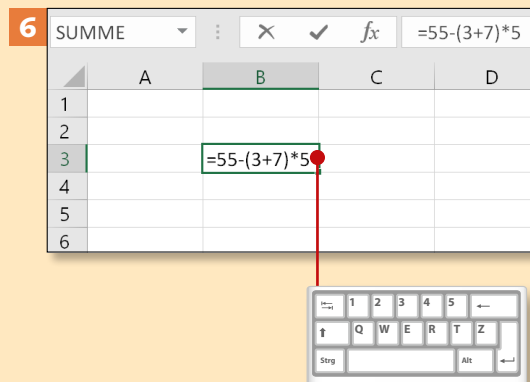 6
SUMME fx =55-(3+7)*5
A B C D
1
2
3 =55-(3+7)*5
4
5
6
1 2 3 4 5
Q W E R T Z
Strg Alt